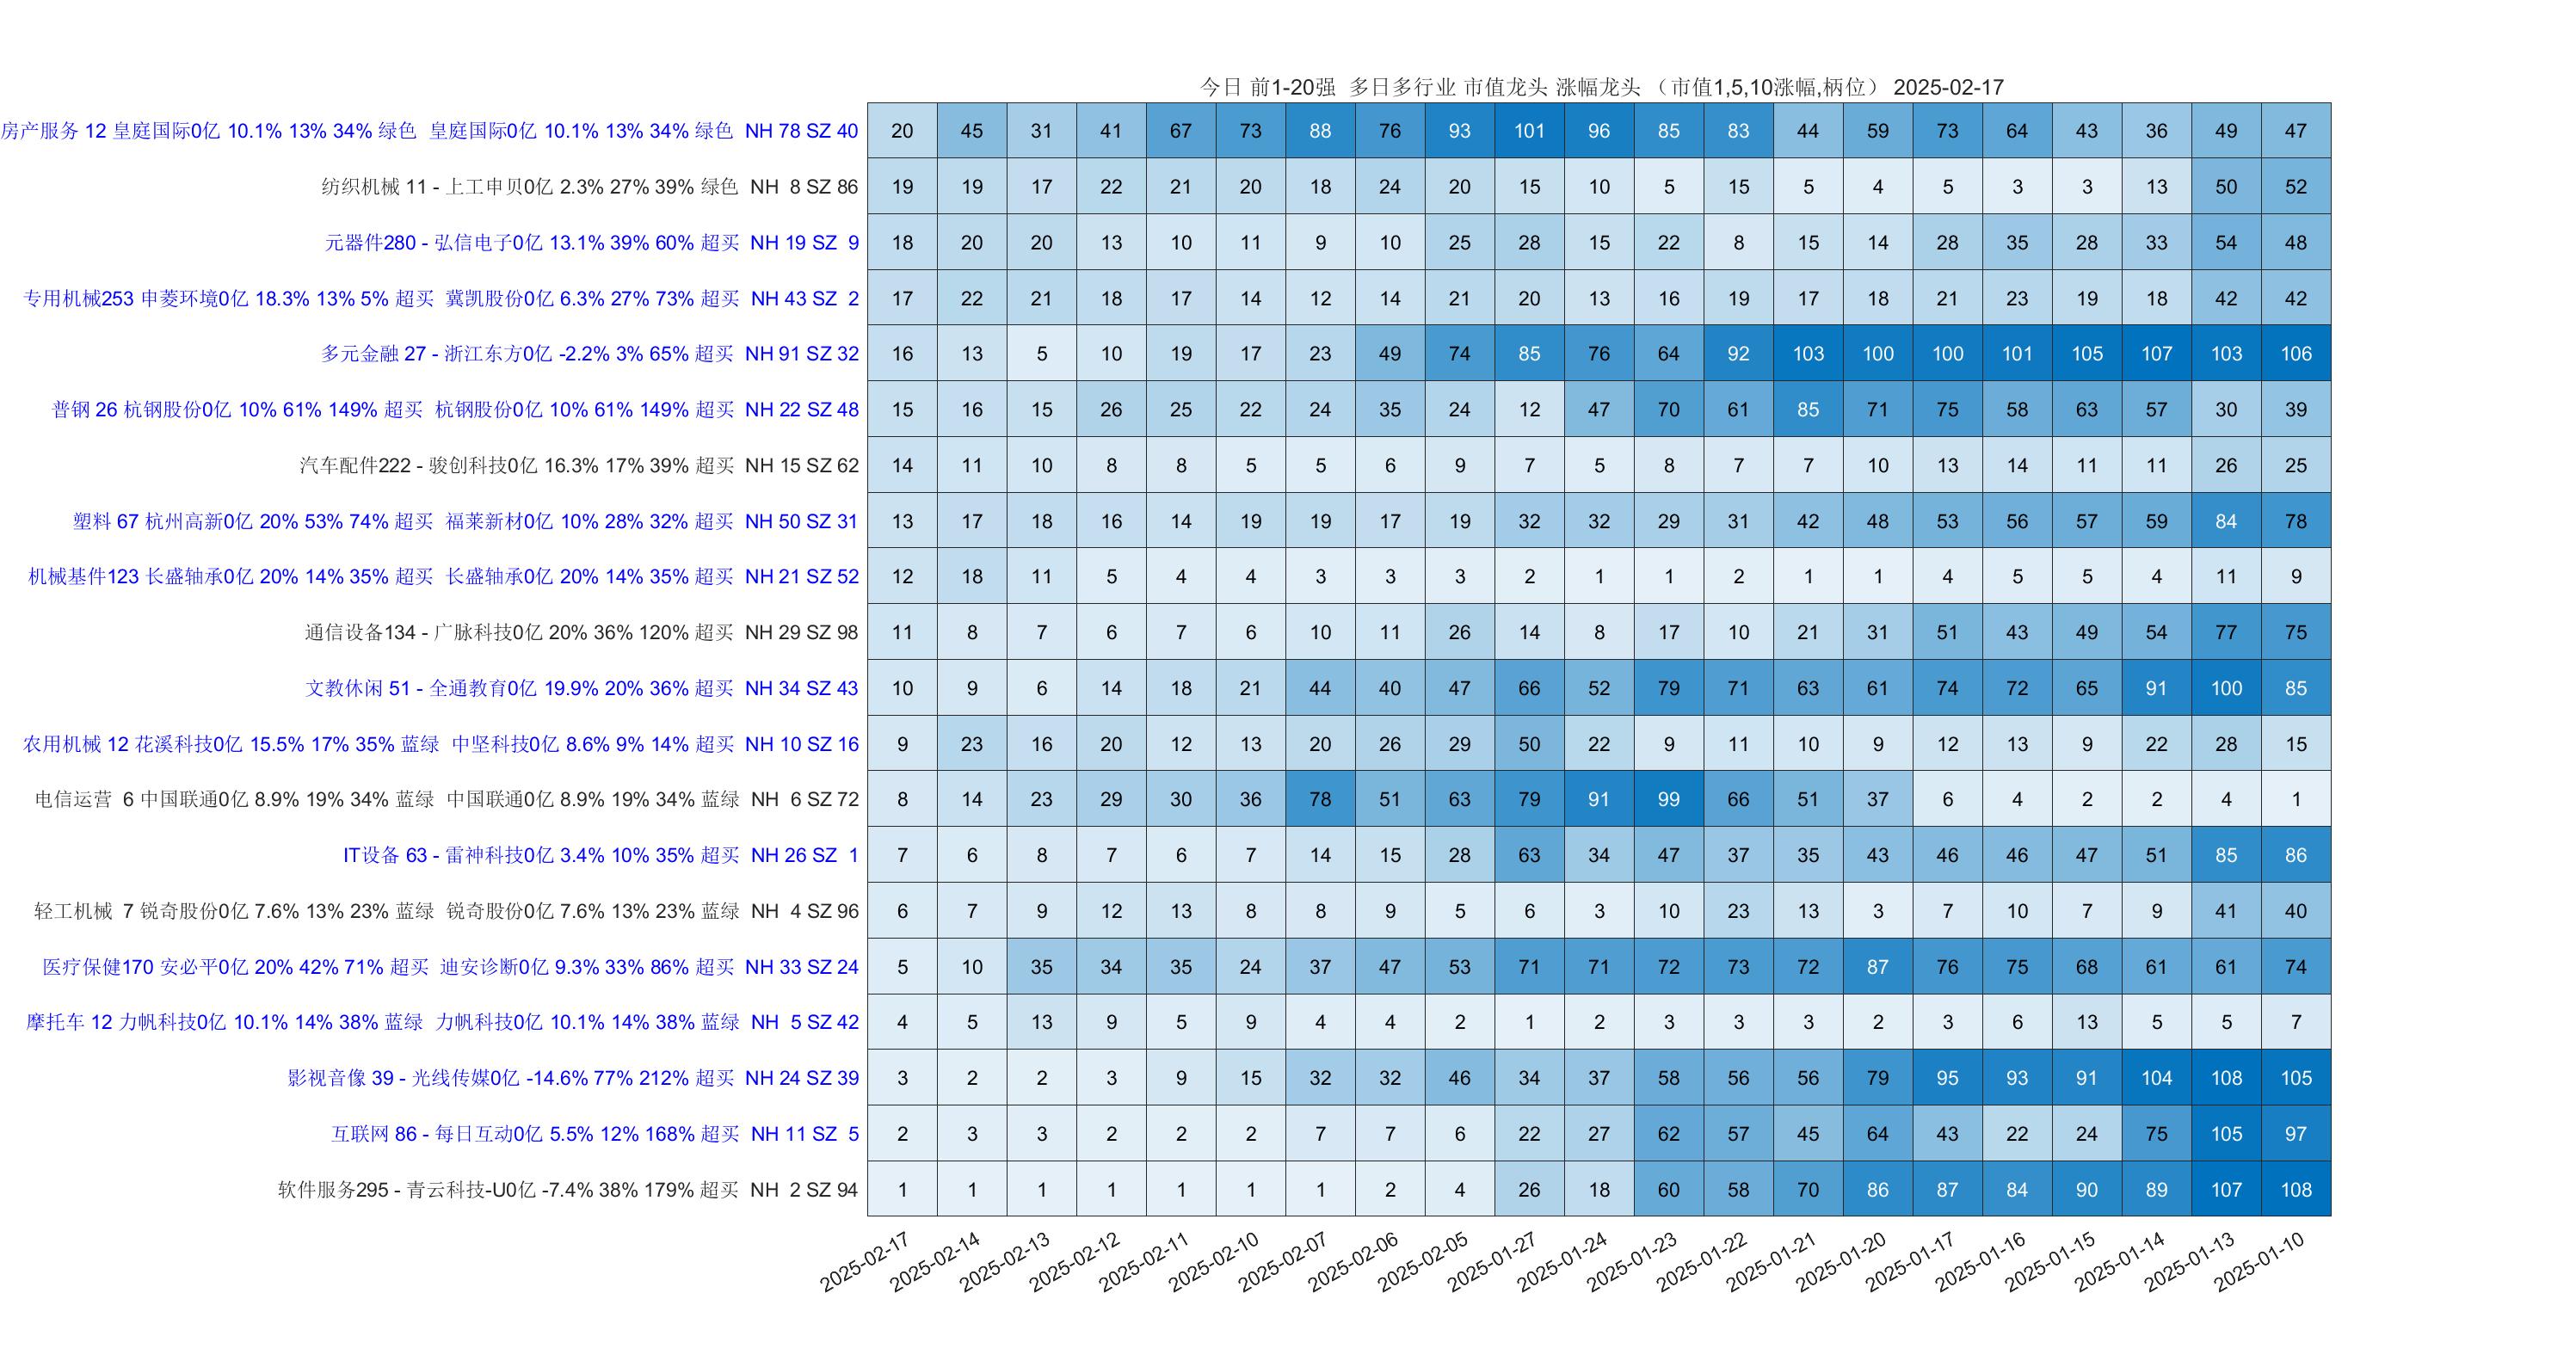 今日 前1-20强 多日多行业 市值龙头 涨幅龙头 （市值1,5,10涨幅,柄位） 2025-02-17
房产服务 12 皇庭国际0亿 10.1% 13% 34% 绿色 皇庭国际0亿 10.1% 13% 34% 绿色 NH 78 SZ 40 20 45 31 41 67 73 88 76 93 101 96 85 83 44 59 73 64 43 36 49 47
纺织机械 11 - 上工申贝0亿 2.3% 27% 39% 绿色 NH 8 SZ 86 19 19 17 22 21 20 18 24 20 15 10 5 15 5 4 5 3 3 13 50 52
元器件280 - 弘信电子0亿 13.1% 39% 60% 超买 NH 19 SZ 9 18 20 20 13 10 11 9 10 25 28 15 22 8 15 14 28 35 28 33 54 48
专用机械253 申菱环境0亿 18.3% 13% 5% 超买 冀凯股份0亿 6.3% 27% 73% 超买 NH 43 SZ 2 17 22 21 18 17 14 12 14 21 20 13 16 19 17 18 21 23 19 18 42 42
多元金融 27 - 浙江东方0亿 -2.2% 3% 65% 超买 NH 91 SZ 32 16 13 5 10 19 17 23 49 74 85 76 64 92 103 100 100 101 105 107 103 106
普钢 26 杭钢股份0亿 10% 61% 149% 超买 杭钢股份0亿 10% 61% 149% 超买 NH 22 SZ 48 15 16 15 26 25 22 24 35 24 12 47 70 61 85 71 75 58 63 57 30 39
汽车配件222 - 骏创科技0亿 16.3% 17% 39% 超买 NH 15 SZ 62 14 11 10 8 8 5 5 6 9 7 5 8 7 7 10 13 14 11 11 26 25
塑料 67 杭州高新0亿 20% 53% 74% 超买 福莱新材0亿 10% 28% 32% 超买 NH 50 SZ 31 13 17 18 16 14 19 19 17 19 32 32 29 31 42 48 53 56 57 59 84 78
机械基件123 长盛轴承0亿 20% 14% 35% 超买 长盛轴承0亿 20% 14% 35% 超买 NH 21 SZ 52 12 18 11 5 4 4 3 3 3 2 1 1 2 1 1 4 5 5 4 11 9
通信设备134 - 广脉科技0亿 20% 36% 120% 超买 NH 29 SZ 98 11 8 7 6 7 6 10 11 26 14 8 17 10 21 31 51 43 49 54 77 75
文教休闲 51 - 全通教育0亿 19.9% 20% 36% 超买 NH 34 SZ 43 10 9 6 14 18 21 44 40 47 66 52 79 71 63 61 74 72 65 91 100 85
农用机械 12 花溪科技0亿 15.5% 17% 35% 蓝绿 中坚科技0亿 8.6% 9% 14% 超买 NH 10 SZ 16 9 23 16 20 12 13 20 26 29 50 22 9 11 10 9 12 13 9 22 28 15
电信运营 6 中国联通0亿 8.9% 19% 34% 蓝绿 中国联通0亿 8.9% 19% 34% 蓝绿 NH 6 SZ 72 8 14 23 29 30 36 78 51 63 79 91 99 66 51 37 6 4 2 2 4 1
IT设备 63 - 雷神科技0亿 3.4% 10% 35% 超买 NH 26 SZ 1 7 6 8 7 6 7 14 15 28 63 34 47 37 35 43 46 46 47 51 85 86
轻工机械 7 锐奇股份0亿 7.6% 13% 23% 蓝绿 锐奇股份0亿 7.6% 13% 23% 蓝绿 NH 4 SZ 96 6 7 9 12 13 8 8 9 5 6 3 10 23 13 3 7 10 7 9 41 40
医疗保健170 安必平0亿 20% 42% 71% 超买 迪安诊断0亿 9.3% 33% 86% 超买 NH 33 SZ 24 5 10 35 34 35 24 37 47 53 71 71 72 73 72 87 76 75 68 61 61 74
摩托车 12 力帆科技0亿 10.1% 14% 38% 蓝绿 力帆科技0亿 10.1% 14% 38% 蓝绿 NH 5 SZ 42 4 5 13 9 5 9 4 4 2 1 2 3 3 3 2 3 6 13 5 5 7
影视音像 39 - 光线传媒0亿 -14.6% 77% 212% 超买 NH 24 SZ 39 3 2 2 3 9 15 32 32 46 34 37 58 56 56 79 95 93 91 104 108 105
互联网 86 - 每日互动0亿 5.5% 12% 168% 超买 NH 11 SZ 5 2 3 3 2 2 2 7 7 6 22 27 62 57 45 64 43 22 24 75 105 97
软件服务295 - 青云科技-U0亿 -7.4% 38% 179% 超买 NH 2 SZ 94 1 1 1 1 1 1 1 2 4 26 18 60 58 70 86 87 84 90 89 107 108
2025-02-17 2025-02-14 2025-02-13 2025-02-12 2025-02-11 2025-02-10 2025-02-07 2025-02-06 2025-02-05 2025-01-27 2025-01-24 2025-01-23 2025-01-22 2025-01-21 2025-01-20 2025-01-17 2025-01-16 2025-01-15 2025-01-14 2025-01-13 2025-01-10